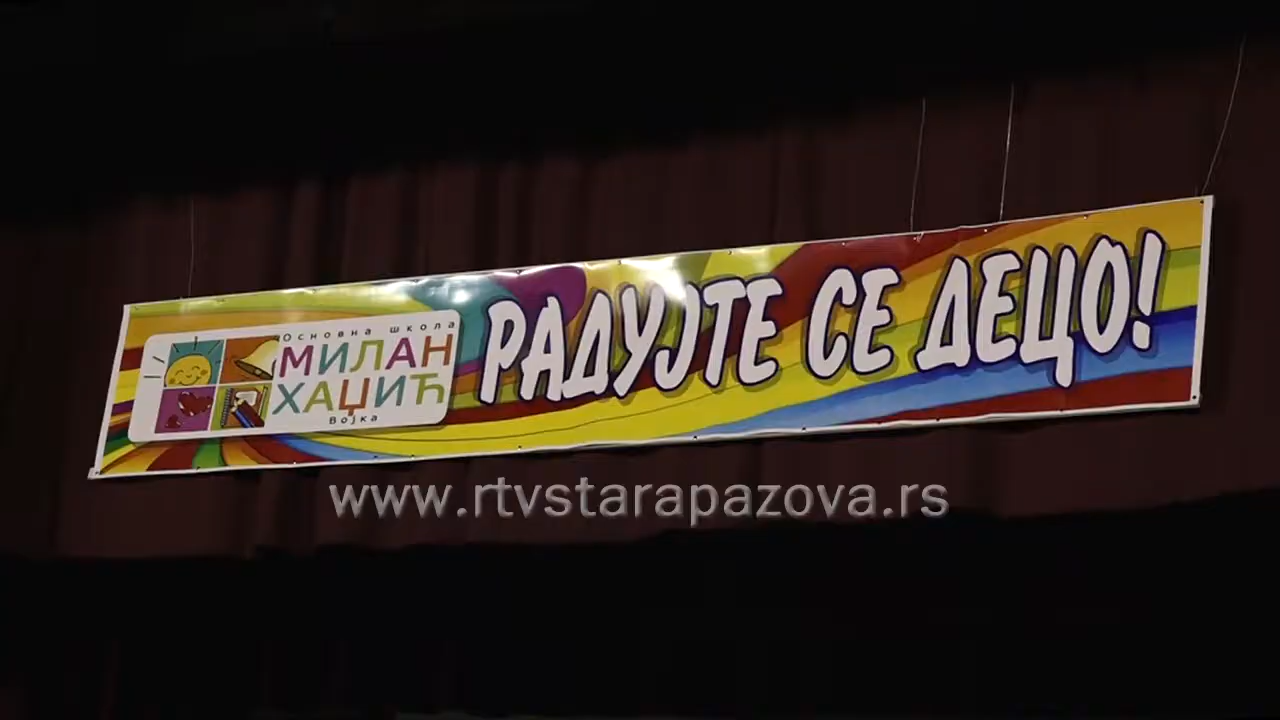 Основна школа
МИЛАН
ХАЏИЋ
Војка
РАДУЈТЕ СЕ ДЕЦО!
www.rtvstarapazova.rs